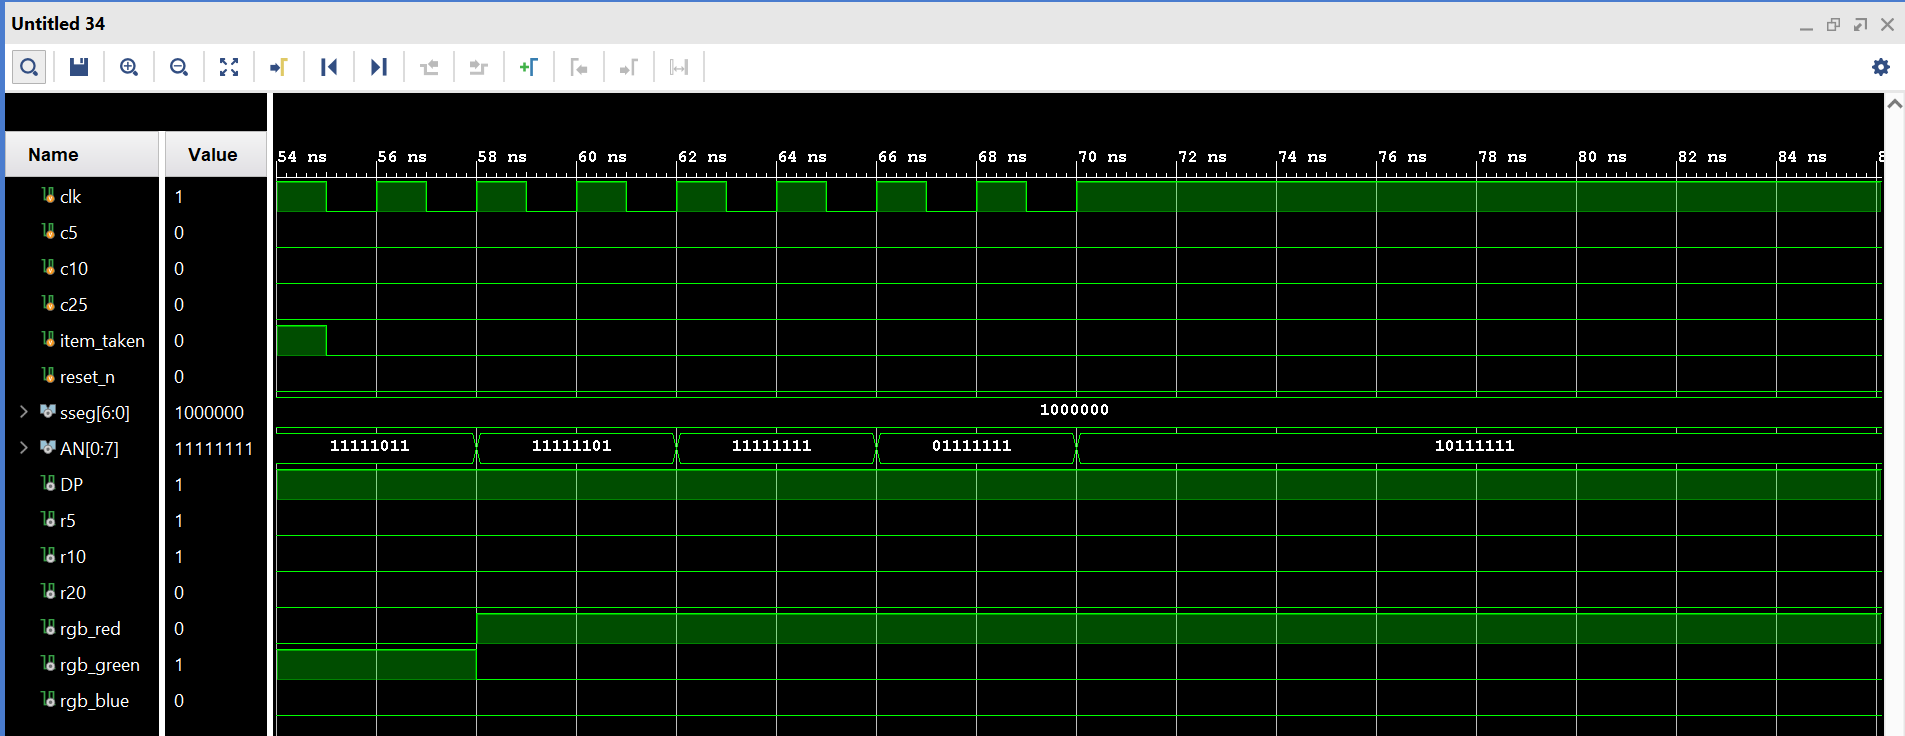 Untitled 34
Name Value
54 ns 56 ns 58 ns 60 ns 62 ns 64 ns 66 ns 68 ns 70 ns 72 ns 74 ns 76 ns 78 ns 80 ns 82 ns 84 ns
clk 1
c5 0
c10 0
c25 0
item_taken 0
reset_n 0
sseg[6:0] 1000000 1000000
AN[0:7] 11111111 11111011 11111101 11111111 01111111 10111111
DP 1
r5 1
r10 1
r20 0
rgb_red 0
rgb_green 1
rgb_blue 0